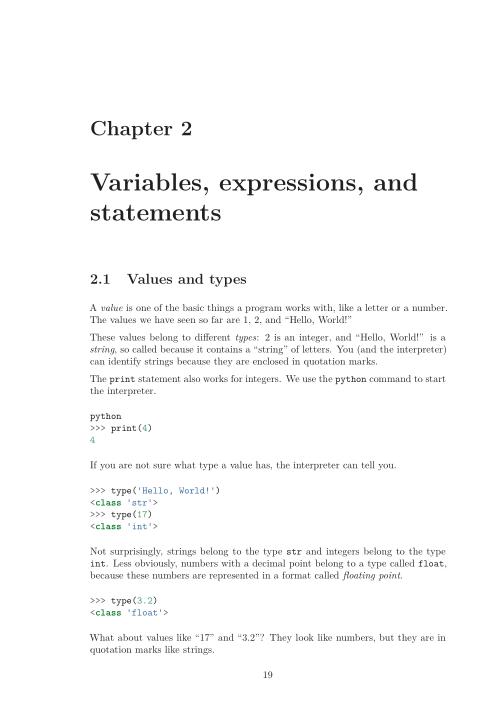 Chapter 2
Variables, expressions, and
statements
2.1 Values and types
A value is one of the basic things a program works with, like a letter or a number.
The values we have seen so far are 1, 2, and “Hello, World!”
These values belong to different types: 2 is an integer, and “Hello, World!” is a
string, so called because it contains a “string” of letters. You (and the interpreter)
can identify strings because they are enclosed in quotation marks.
The print statement also works for integers. We use the python command to start
the interpreter.
python
>>> print(4)
4
If you are not sure what type a value has, the interpreter can tell you.
>>> type('Hello, World!')
<class 'str'>
>>> type(17)
<class 'int'>
Not surprisingly, strings belong to the type str and integers belong to the type
int. Less obviously, numbers with a decimal point belong to a type called float,
because these numbers are represented in a format called floating point.
>>> type(3.2)
<class 'float'>
What about values like “17” and “3.2”? They look like numbers, but they are in
quotation marks like strings.
19